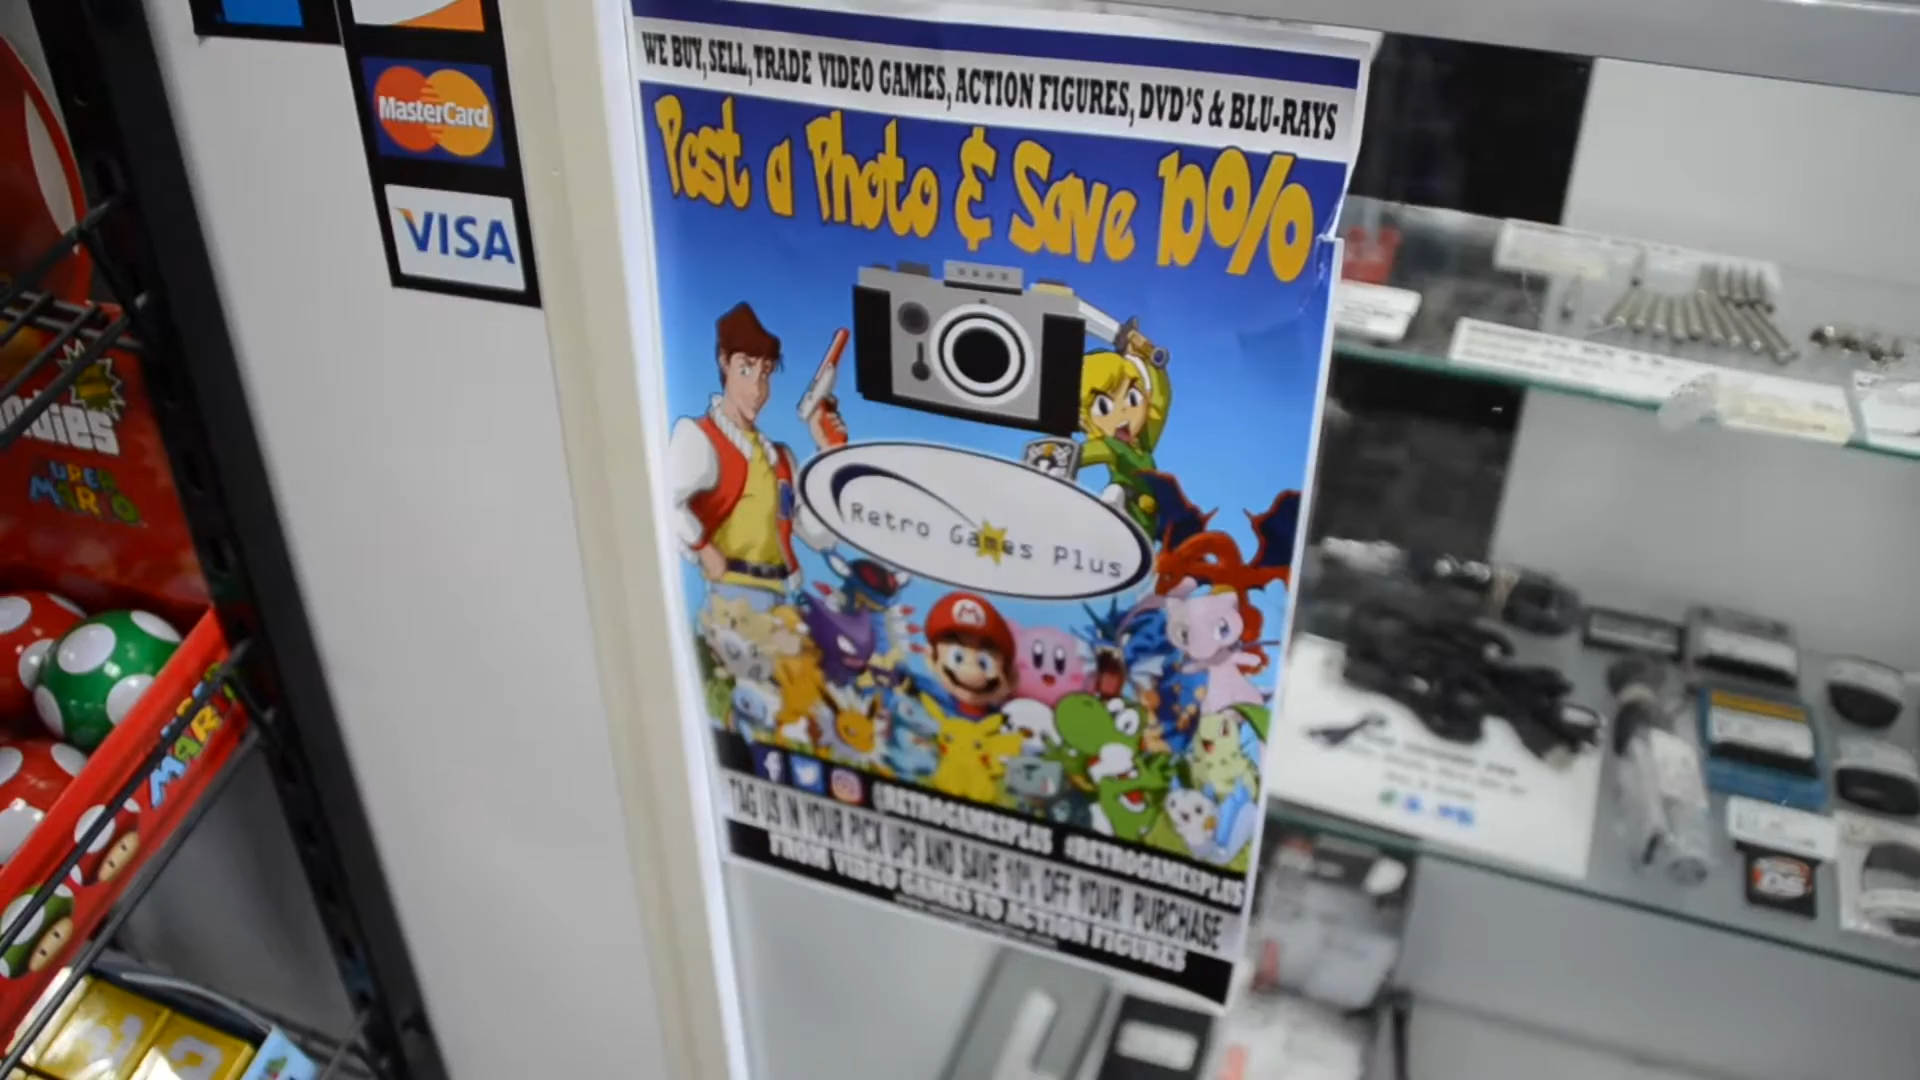 MasterCard
VISA
WE BUY, SELL, TRADE VIDEO GAMES, ACTION FIGURES, DVD'S & BLU-RAYS
Post a Photo & Save 10%
Retro Games Plus
@RETROGAMESPLUS #RETROGAMESPLUS
TAG US IN YOUR PICK UPS AND SAVE 10% OFF YOUR PURCHASE
FROM VIDEO GAMES TO ACTION FIGURES
SUPER
MARIO
MARIO